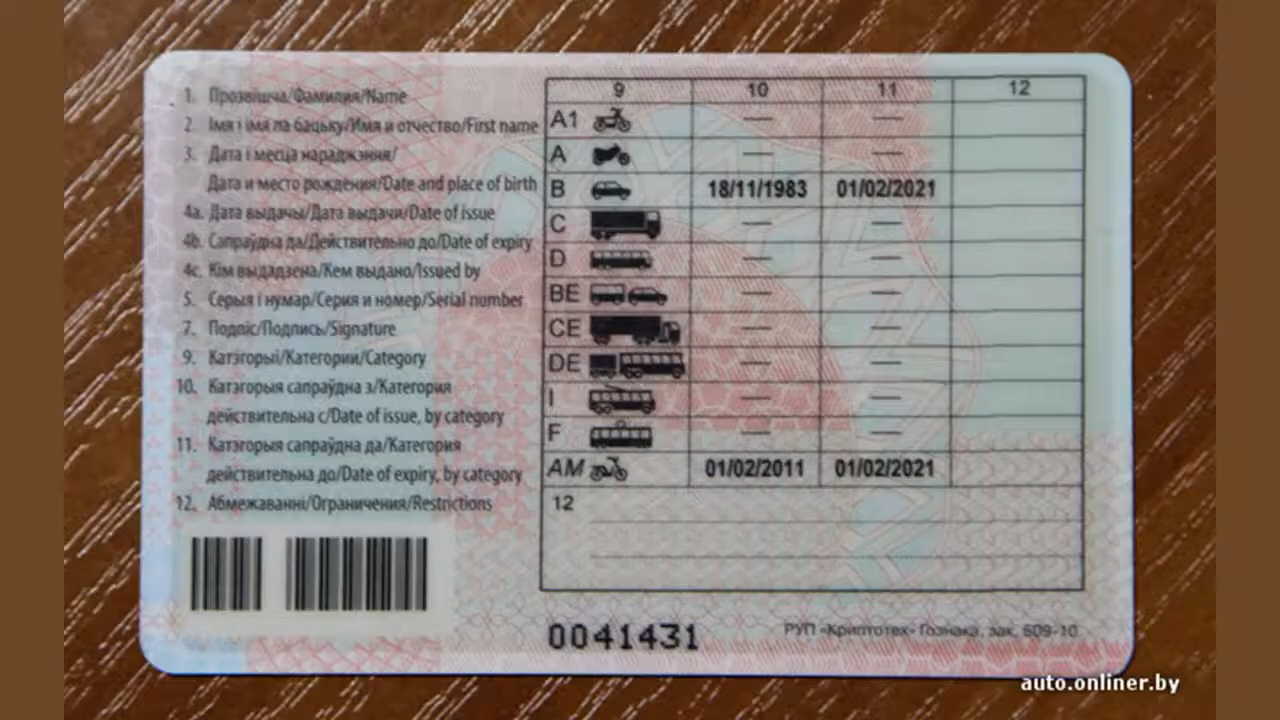 1. Прозвішча/Фамилия/Name
2. Імя і імя па бацьку/Имя и отчество/First name
3. Дата і месца нараджэння/
Дата и место рождения/Date and place of birth
4a. Дата выдачы/Дата выдачи/Date of issue
4b. Сапраўдна да/Действительно до/Date of expiry
4c. Кім выдадзена/Кем выдано/Issued by
5. Серыя і нумар/Серия и номер/Serial number
7. Подпіс/Подпись/Signature
9. Катэгорыі/Категории/Category
10. Катэгорыя сапраўдна з/Категория
действительна с/Date of issue, by category
11. Катэгорыя сапраўдна да/Категория
действительна до/Date of expiry, by category
12. Абмежаванні/Ограничения/Restrictions
9 10 11 12
A1 — —
A — —
B 18/11/1983 01/02/2021
C — —
D — —
BE — —
CE — —
DE — —
I — —
F — —
AM 01/02/2011 01/02/2021
12
0041431
РУП «Криптотех» Гознака, зак. 609-10
auto.onliner.by